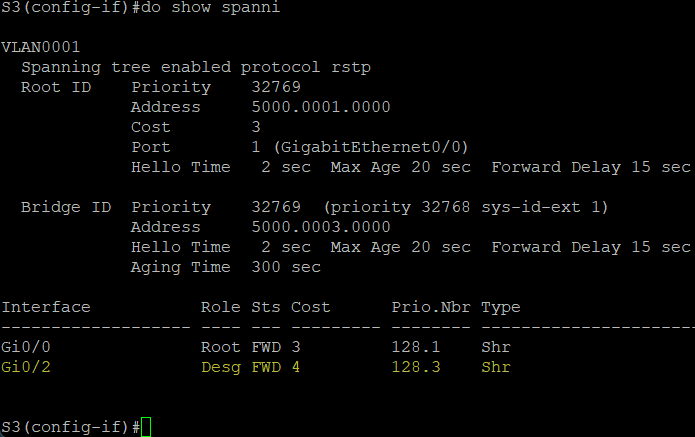 S3(config-if)#do show spanni
VLAN0001
  Spanning tree enabled protocol rstp
  Root ID    Priority    32769
             Address     5000.0001.0000
             Cost        3
             Port        1 (GigabitEthernet0/0)
             Hello Time   2 sec  Max Age 20 sec  Forward Delay 15 sec
  Bridge ID  Priority    32769  (priority 32768 sys-id-ext 1)
             Address     5000.0003.0000
             Hello Time   2 sec  Max Age 20 sec  Forward Delay 15 sec
             Aging Time  300 sec
Interface           Role Sts Cost      Prio.Nbr Type
------------------- ---- --- --------- -------- ----------------------
Gi0/0               Root FWD 3         128.1    Shr
Gi0/2               Desg FWD 4         128.3    Shr
S3(config-if)#